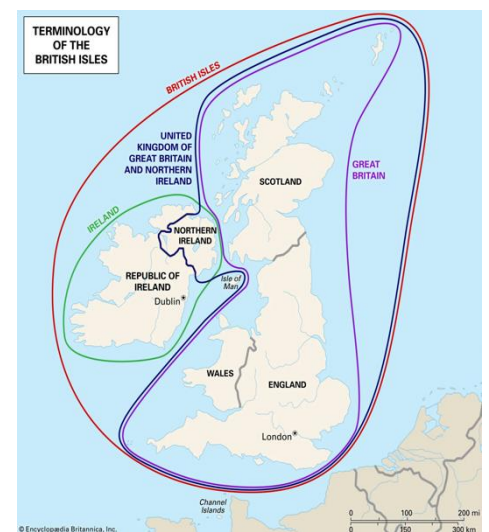 TERMINOLOGY
OF THE
BRITISH ISLES
BRITISH ISLES
UNITED
KINGDOM OF
GREAT BRITAIN
AND NORTHERN
IRELAND
GREAT
BRITAIN
SCOTLAND
IRELAND
NORTHERN
IRELAND
REPUBLIC OF
IRELAND
Dublin
Isle of
Man
WALES
ENGLAND
London
Channel
Islands
0 100 200 mi
0 150 300 km
© Encyclopædia Britannica, Inc.